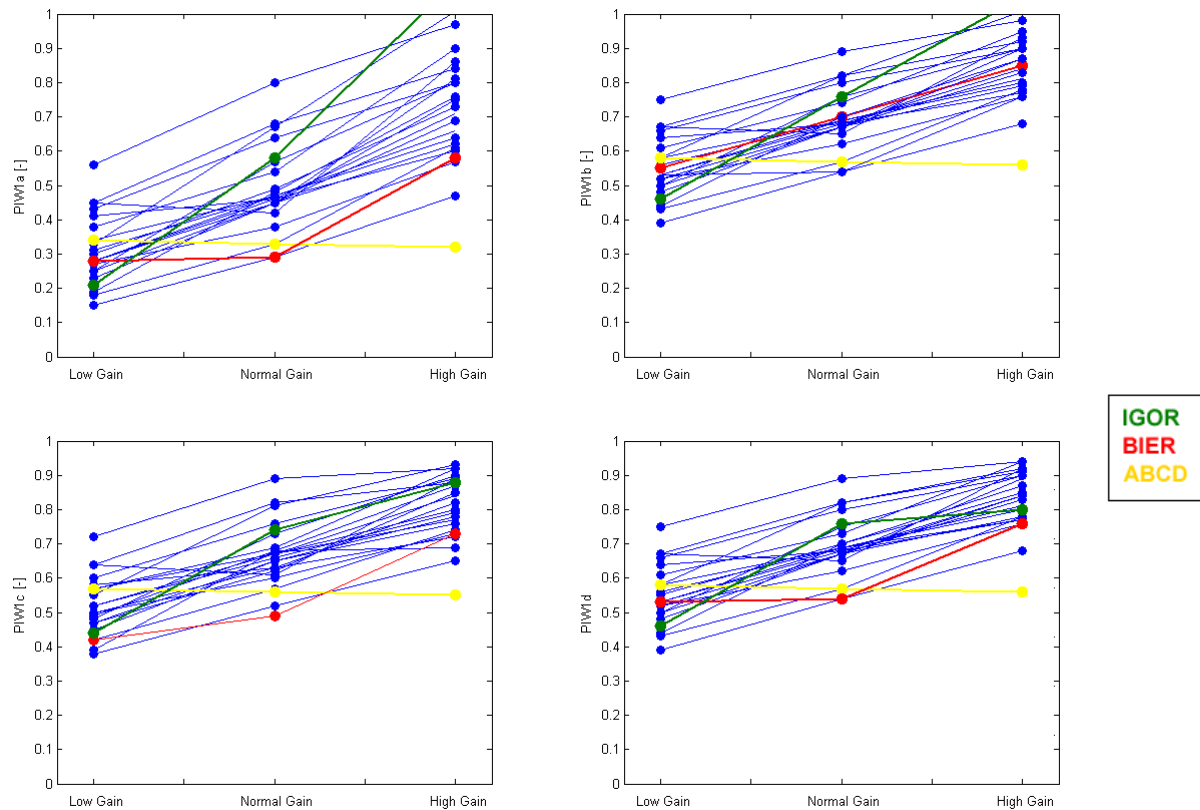 1
0.9
0.8
0.7
0.6
0.5
0.4
0.3
0.2
0.1
0
PIW1a [-]
Low Gain
Normal Gain
High Gain
1
0.9
0.8
0.7
0.6
0.5
0.4
0.3
0.2
0.1
0
PIW1b [-]
Low Gain
Normal Gain
High Gain
IGOR
BIER
ABCD
1
0.9
0.8
0.7
0.6
0.5
0.4
0.3
0.2
0.1
0
PIW1c [-]
Low Gain
Normal Gain
High Gain
1
0.9
0.8
0.7
0.6
0.5
0.4
0.3
0.2
0.1
0
PIW1d [-]
Low Gain
Normal Gain
High Gain